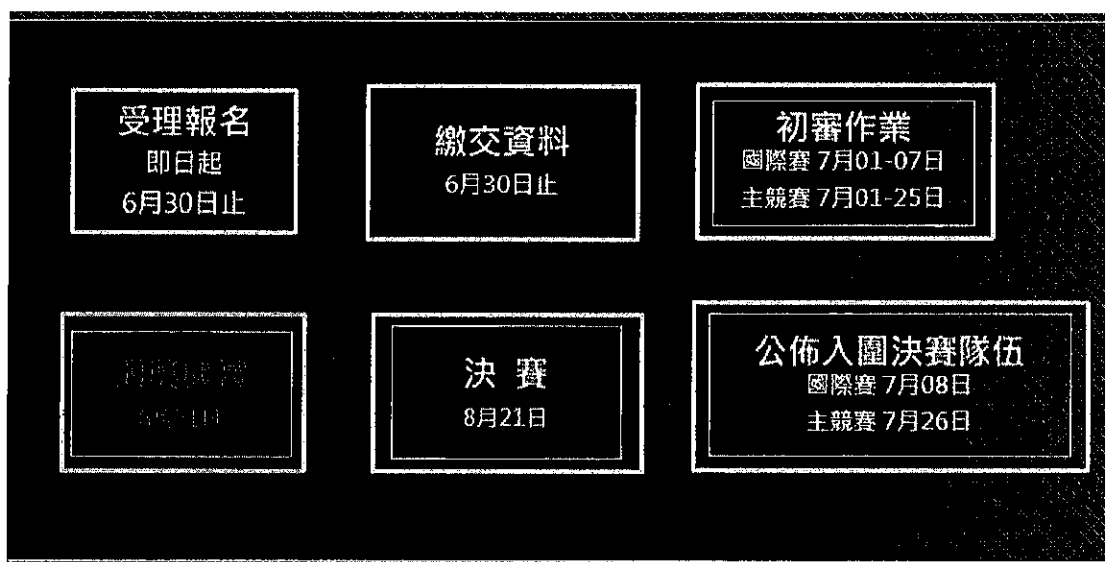 受理報名
即日起
6月30日止
繳交資料
6月30日止
初審作業
國際賽 7月01-07日
主競賽 7月01-25日
決 賽
8月21日
公佈入圍決賽隊伍
國際賽 7月08日
主競賽 7月26日